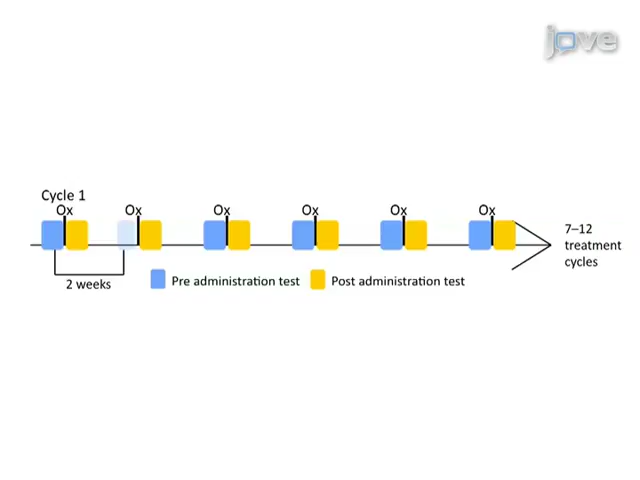 jove
Cycle 1
Ox Ox Ox Ox Ox Ox
7–12
treatment
cycles
2 weeks
Pre administration test
Post administration test